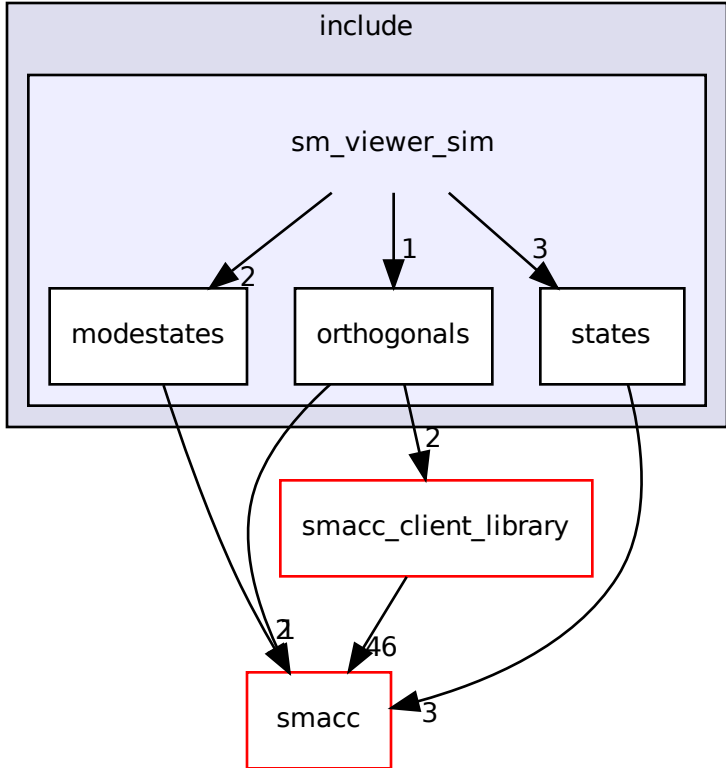 include
sm_viewer_sim
2
1
3
modestates
orthogonals
states
2
smacc_client_library
2
1
46
smacc
3